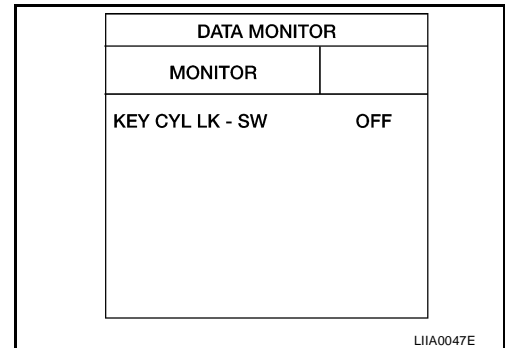 DATA MONITOR
MONITOR
KEY CYL LK - SW OFF
LIIA0047E